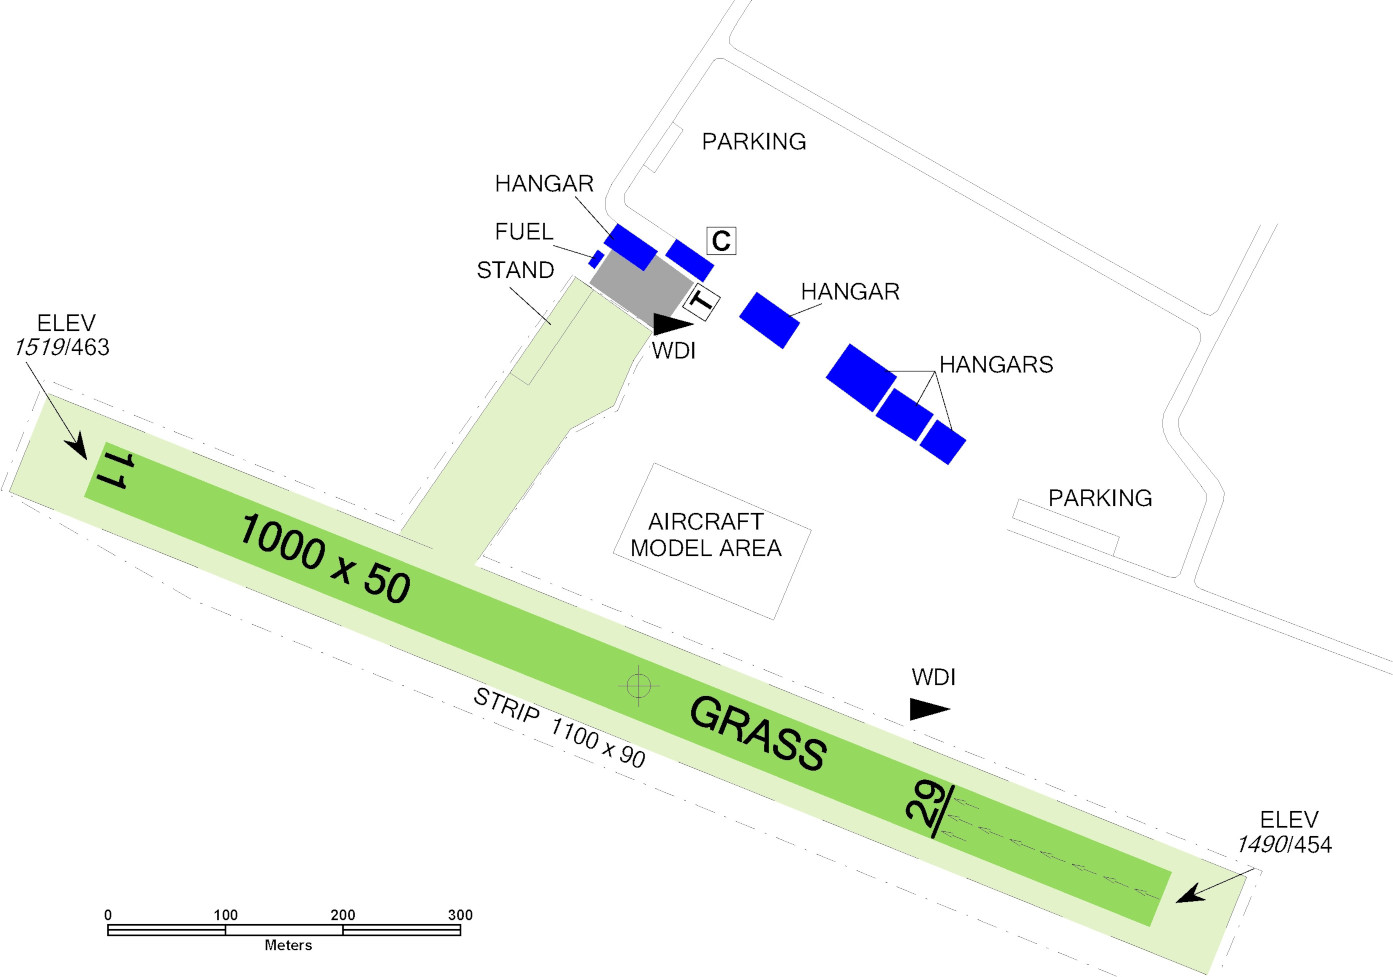 PARKING
HANGAR
FUEL
C
STAND
T
HANGAR
ELEV
1519/463
WDI
HANGARS
11
PARKING
AIRCRAFT
MODEL AREA
1000 x 50
WDI
STRIP 1100 x 90
GRASS
29
ELEV
1490/454
0 100 200 300
Meters